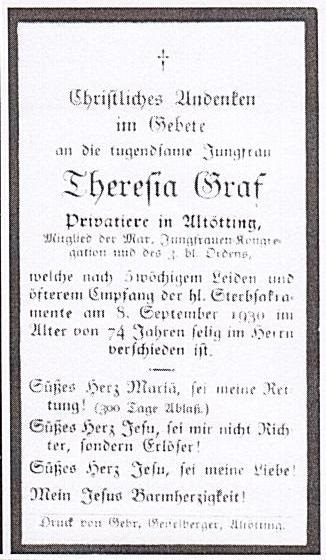 †
Christliches Andenken
im Gebete
an die tugendsame Jungfrau
Theresia Graf
Privatiere in Altötting,
Mitglied der Mar. Jungfrauen-Kongre-
gation und des 3. hl. Ordens,
welche nach 5wöchigem Leiden und
öfterem Empfang der hl. Sterbsakra-
mente am 8. September 1930 im
Alter von 74 Jahren selig im Herrn
verschieden ist.
Süßes Herz Mariä, sei meine Ret-
tung! (300 Tage Ablaß.)
Süßes Herz Jesu, sei mir nicht Rich-
ter, sondern Erlöser!
Süßes Herz Jesu, sei meine Liebe!
Mein Jesus Barmherzigkeit!
Druck von Gebr. Geiselberger, Altötting.